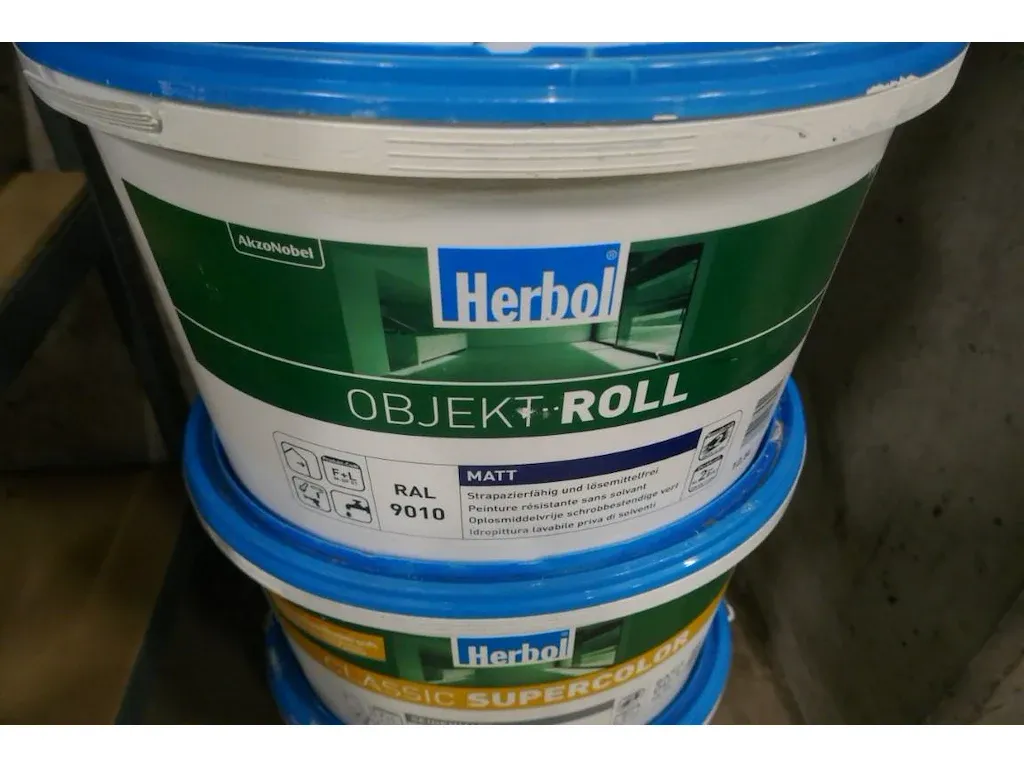 AkzoNobel
Herbol®
OBJEKT-ROLL
F+L
RAL
9010
MATT
Strapazierfähig und lösemittelfrei
Peinture résistante sans solvant
Oplosmiddelvrije schrobbestendige verf
Idropittura lavabile priva di solventi
Herbol
CLASSIC SUPERCOLOR